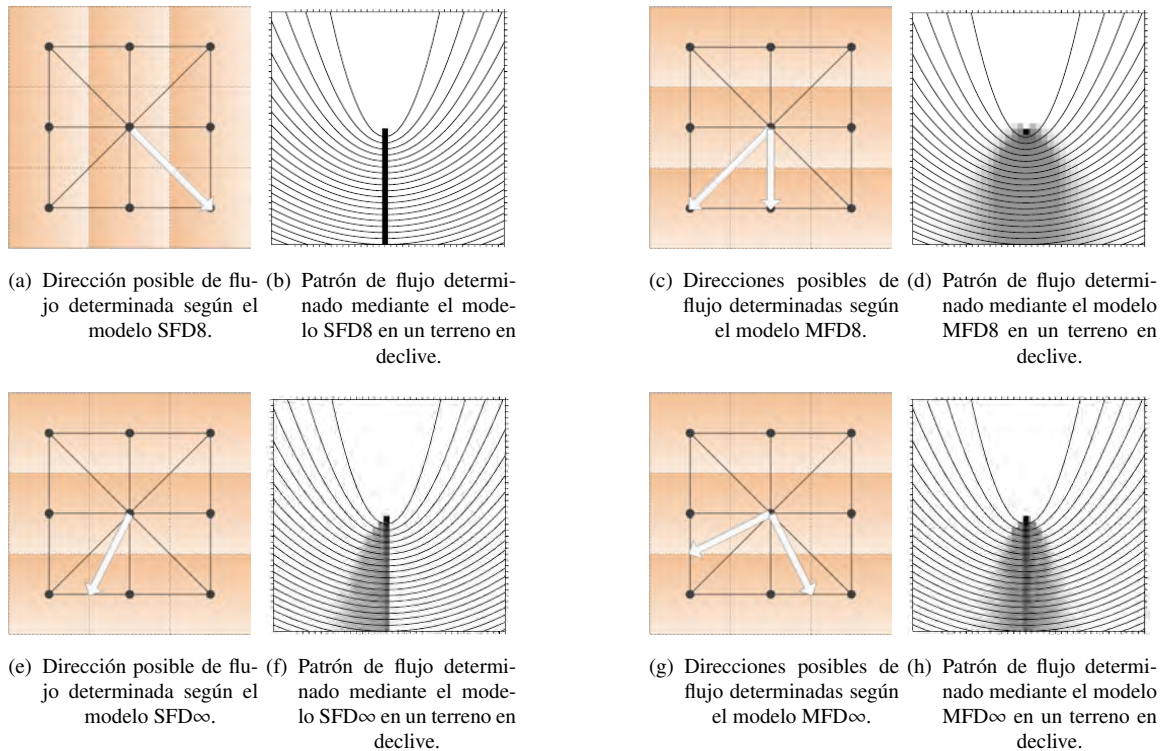 (a) Dirección posible de flu-
jo determinada según el
modelo SFD8.
(b) Patrón de flujo determi-
nado mediante el mode-
lo SFD8 en un terreno en
declive.
(c) Direcciones posibles de
flujo determinadas según
el modelo MFD8.
(d) Patrón de flujo determi-
nado mediante el modelo
MFD8 en un terreno en
declive.
(e) Dirección posible de flu-
jo determinada según el
modelo SFD∞.
(f) Patrón de flujo determi-
nado mediante el mode-
lo SFD∞ en un terreno en
declive.
(g) Direcciones posibles de
flujo determinadas según
el modelo MFD∞.
(h) Patrón de flujo determi-
nado mediante el modelo
MFD∞ en un terreno en
declive.